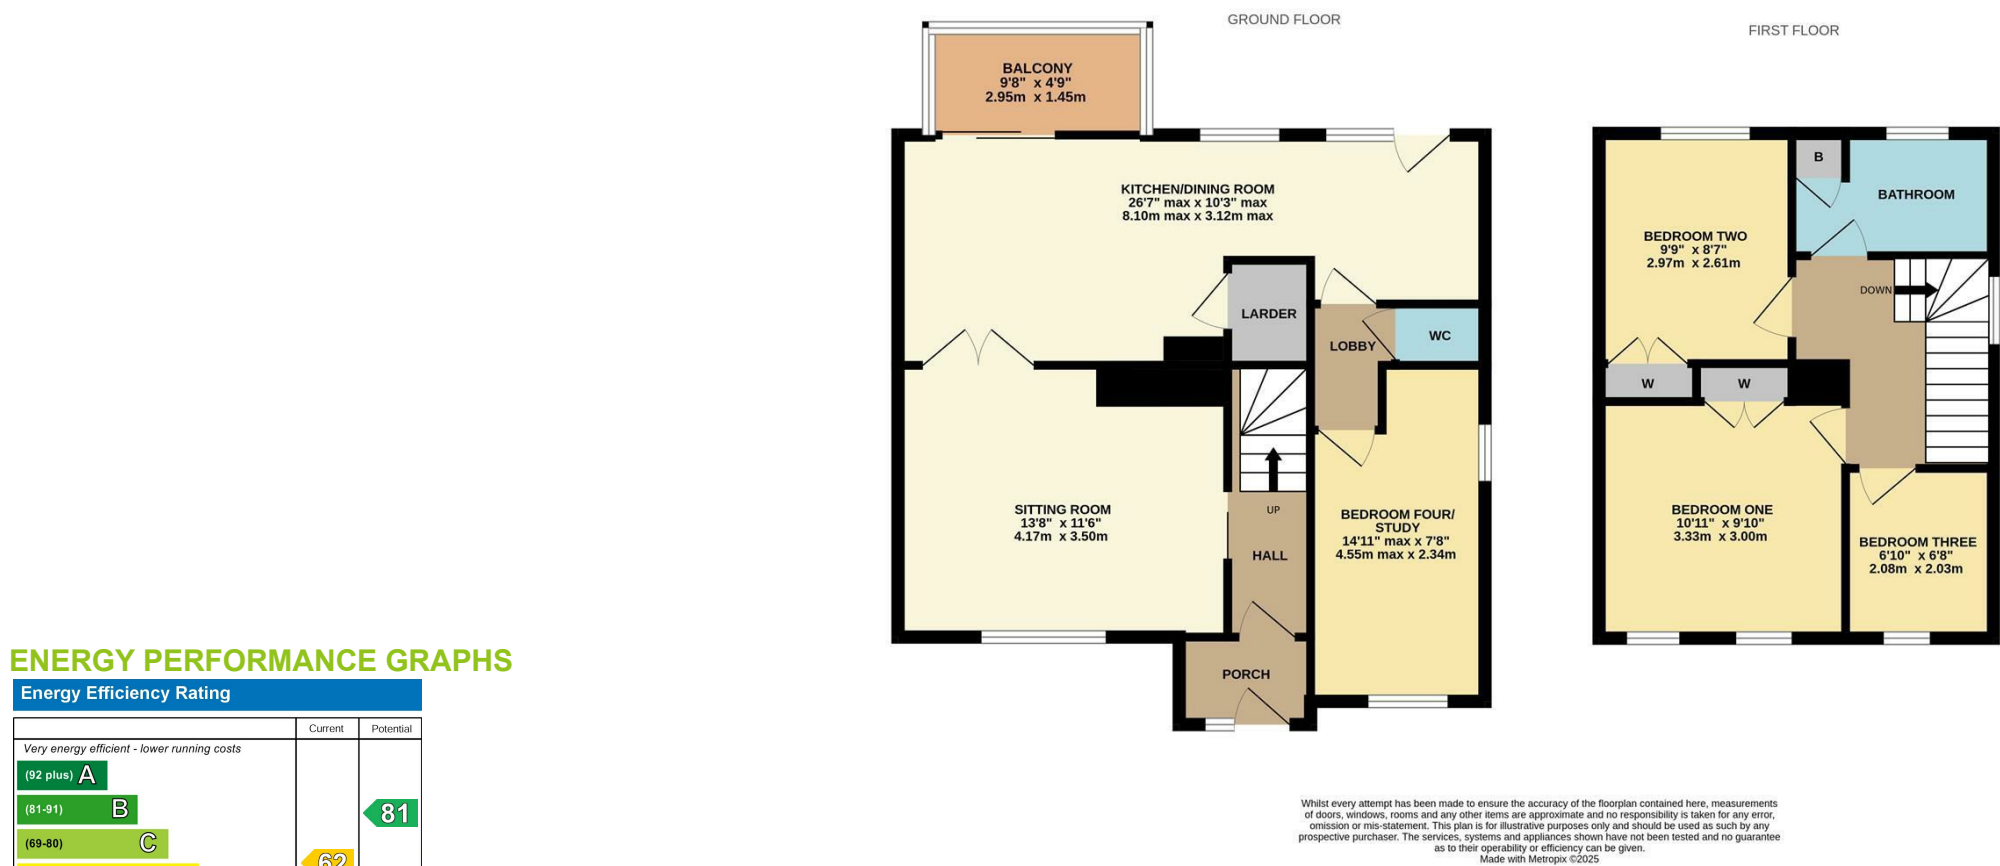 GROUND FLOOR
BALCONY
9'8" x 4'9"
2.95m x 1.45m
KITCHEN/DINING ROOM
26'7" max x 10'3" max
8.10m max x 3.12m max
LARDER
LOBBY
WC
SITTING ROOM
13'8" x 11'6"
4.17m x 3.50m
UP
HALL
BEDROOM FOUR/
STUDY
14'11" max x 7'8"
4.55m max x 2.34m
PORCH
FIRST FLOOR
B
BATHROOM
BEDROOM TWO
9'9" x 8'7"
2.97m x 2.61m
DOWN
W
W
BEDROOM ONE
10'11" x 9'10"
3.33m x 3.00m
BEDROOM THREE
6'10" x 6'8"
2.08m x 2.03m
ENERGY PERFORMANCE GRAPHS
Energy Efficiency Rating
Current Potential
Very energy efficient - lower running costs
(92 plus) A
(81-91) B
81
(69-80) C
62
Whilst every attempt has been made to ensure the accuracy of the floorplan contained here, measurements
of doors, windows, rooms and any other items are approximate and no responsibility is taken for any error,
omission or mis-statement. This plan is for illustrative purposes only and should be used as such by any
prospective purchaser. The services, systems and appliances shown have not been tested and no guarantee
as to their operability or efficiency can be given.
Made with Metropix ©2025